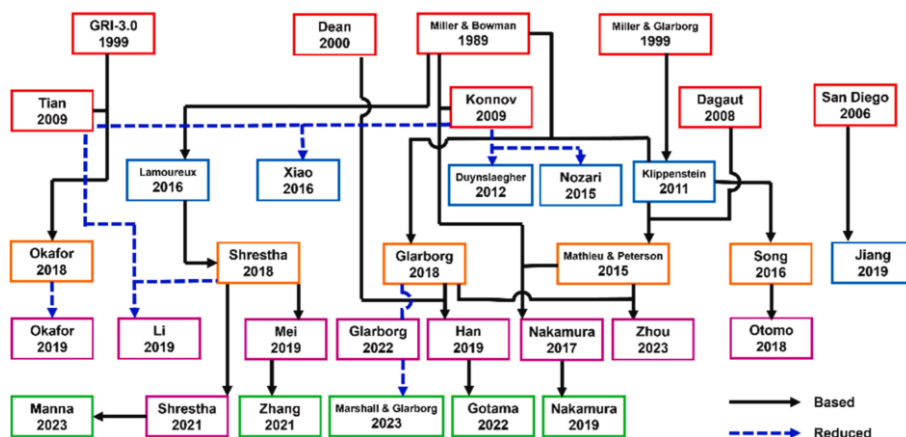 GRI-3.0
1999
Dean
2000
Miller & Bowman
1989
Miller & Glarborg
1999
Tian
2009
Konnov
2009
Dagaut
2008
San Diego
2006
Lamoureux
2016
Xiao
2016
Duynslaegher
2012
Nozari
2015
Klippenstein
2011
Okafor
2018
Shrestha
2018
Glarborg
2018
Mathieu & Peterson
2015
Song
2016
Jiang
2019
Okafor
2019
Li
2019
Mei
2019
Glarborg
2022
Han
2019
Nakamura
2017
Zhou
2023
Otomo
2018
Manna
2023
Shrestha
2021
Zhang
2021
Marshall & Glarborg
2023
Gotama
2022
Nakamura
2019
Based
Reduced